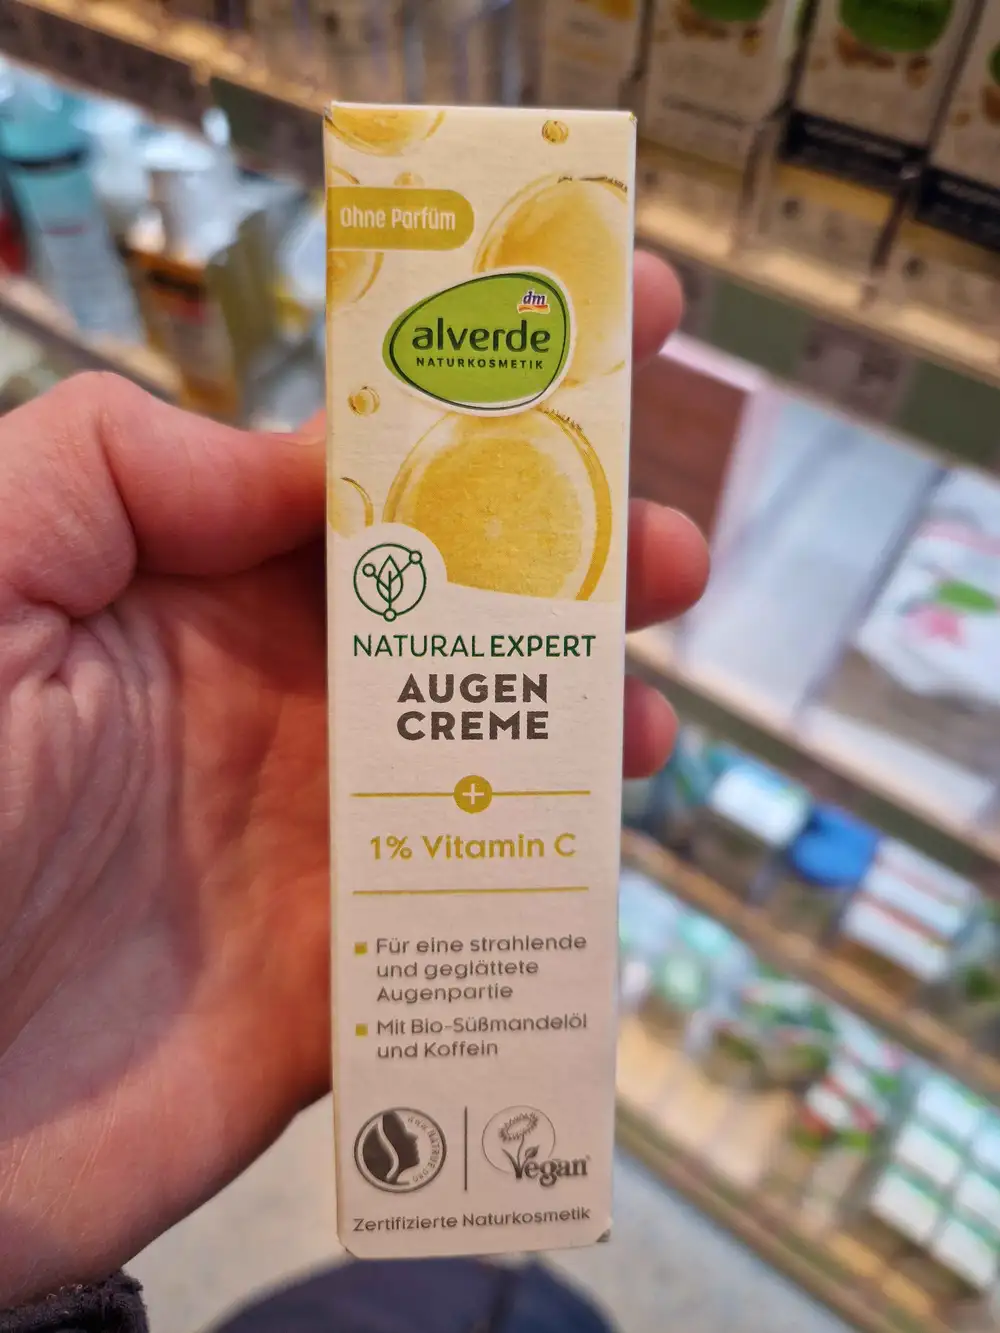 Ohne Parfüm
dm
alverde
NATURKOSMETIK
NATURAL EXPERT
AUGEN
CREME
+
1% Vitamin C
Für eine strahlende
und geglättete
Augenpartie
Mit Bio-Süßmandelöl
und Koffein
NATRUE
Vegan
Zertifizierte Naturkosmetik